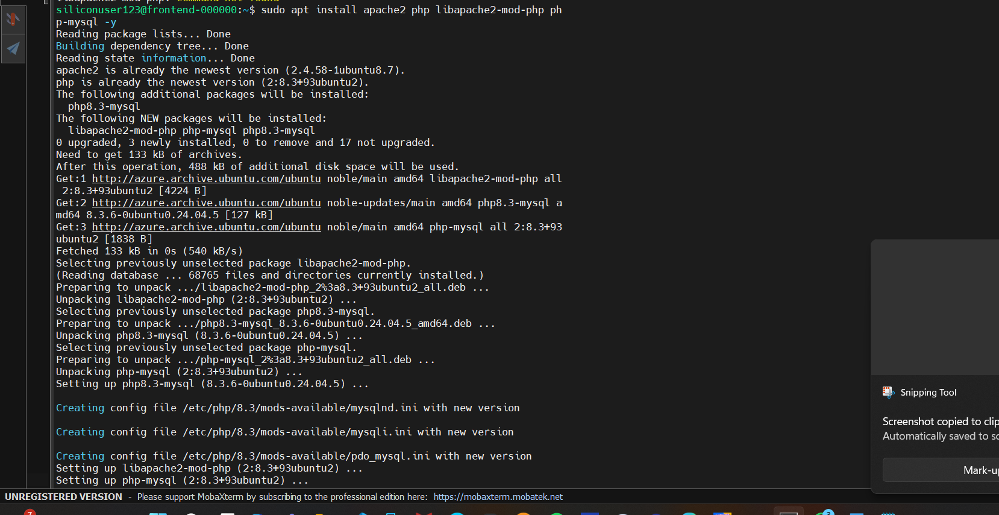 siliconuser123@frontend-000000:~$ sudo apt install apache2 php libapache2-mod-php ph
p-mysql -y
Reading package lists... Done
Building dependency tree... Done
Reading state information... Done
apache2 is already the newest version (2.4.58-1ubuntu8.7).
php is already the newest version (2:8.3+93ubuntu2).
The following additional packages will be installed:
  php8.3-mysql
The following NEW packages will be installed:
  libapache2-mod-php php-mysql php8.3-mysql
0 upgraded, 3 newly installed, 0 to remove and 17 not upgraded.
Need to get 133 kB of archives.
After this operation, 488 kB of additional disk space will be used.
Get:1 http://azure.archive.ubuntu.com/ubuntu noble/main amd64 libapache2-mod-php all
 2:8.3+93ubuntu2 [4224 B]
Get:2 http://azure.archive.ubuntu.com/ubuntu noble-updates/main amd64 php8.3-mysql a
md64 8.3.6-0ubuntu0.24.04.5 [127 kB]
Get:3 http://azure.archive.ubuntu.com/ubuntu noble/main amd64 php-mysql all 2:8.3+93
ubuntu2 [1838 B]
Fetched 133 kB in 0s (540 kB/s)
Selecting previously unselected package libapache2-mod-php.
(Reading database ... 68765 files and directories currently installed.)
Preparing to unpack .../libapache2-mod-php_2%3a8.3+93ubuntu2_all.deb ...
Unpacking libapache2-mod-php (2:8.3+93ubuntu2) ...
Selecting previously unselected package php8.3-mysql.
Preparing to unpack .../php8.3-mysql_8.3.6-0ubuntu0.24.04.5_amd64.deb ...
Unpacking php8.3-mysql (8.3.6-0ubuntu0.24.04.5) ...
Selecting previously unselected package php-mysql.
Preparing to unpack .../php-mysql_2%3a8.3+93ubuntu2_all.deb ...
Unpacking php-mysql (2:8.3+93ubuntu2) ...
Setting up php8.3-mysql (8.3.6-0ubuntu0.24.04.5) ...
Creating config file /etc/php/8.3/mods-available/mysqlnd.ini with new version
Creating config file /etc/php/8.3/mods-available/mysqli.ini with new version
Creating config file /etc/php/8.3/mods-available/pdo_mysql.ini with new version
Setting up libapache2-mod-php (2:8.3+93ubuntu2) ...
Setting up php-mysql (2:8.3+93ubuntu2) ...
Snipping Tool
Screenshot copied to clip
Automatically saved to sc
Mark-up
UNREGISTERED VERSION - Please support MobaXterm by subscribing to the professional edition here: https://mobaxterm.mobatek.net
7
3